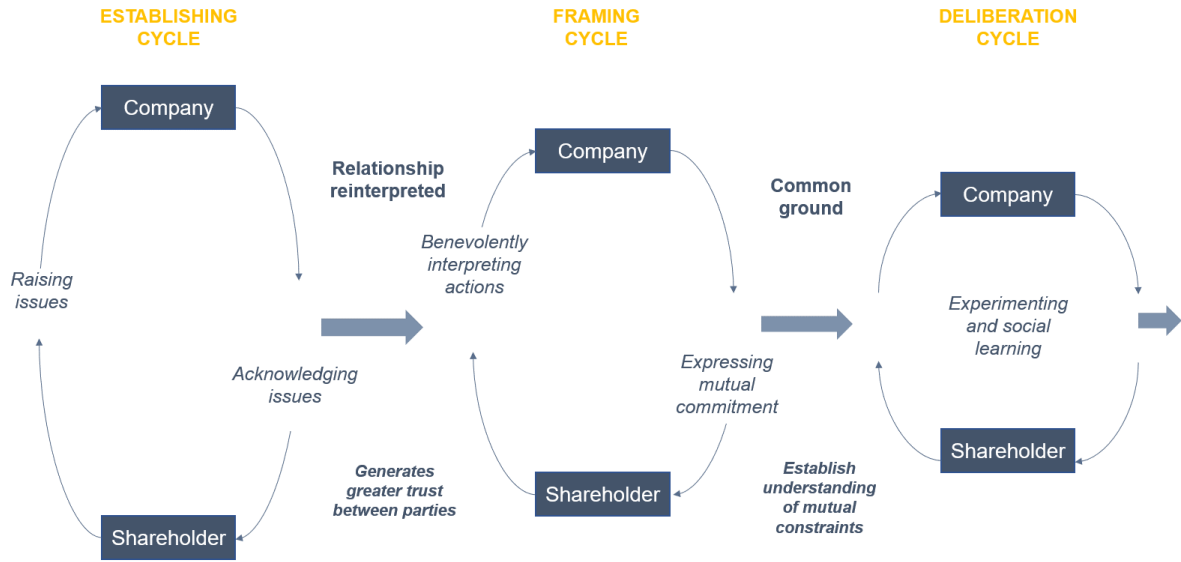 ESTABLISHING
CYCLE
FRAMING
CYCLE
DELIBERATION
CYCLE
Company
Raising
issues
Acknowledging
issues
Shareholder
Relationship
reinterpreted
Generates
greater trust
between parties
Company
Benevolently
interpreting
actions
Expressing
mutual
commitment
Shareholder
Common
ground
Establish
understanding
of mutual
constraints
Company
Experimenting
and social
learning
Shareholder